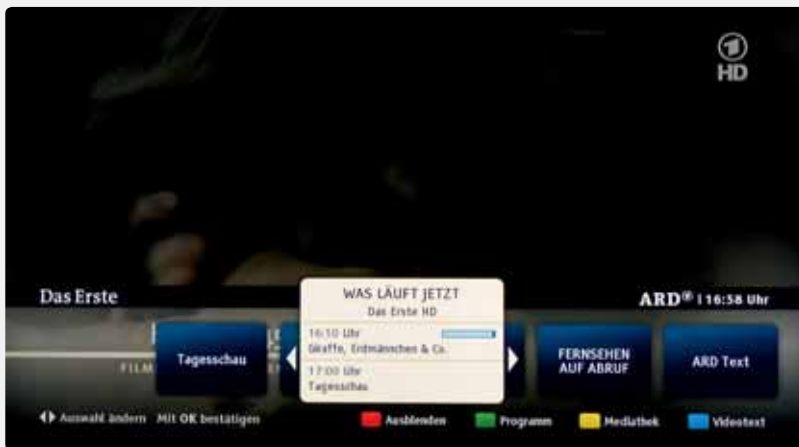 HD
Das Erste
ARD 16:58 Uhr
WAS LÄUFT JETZT
Das Erste HD
16:10 Uhr
Giraffe, Erdmännchen & Co.
17:00 Uhr
Tagesschau
Tagesschau
FERNSEHEN
AUF ABRUF
ARD Text
FILM
Auswahl ändern Mit OK bestätigen
Ausblenden
Programm
Mediathek
Videotext